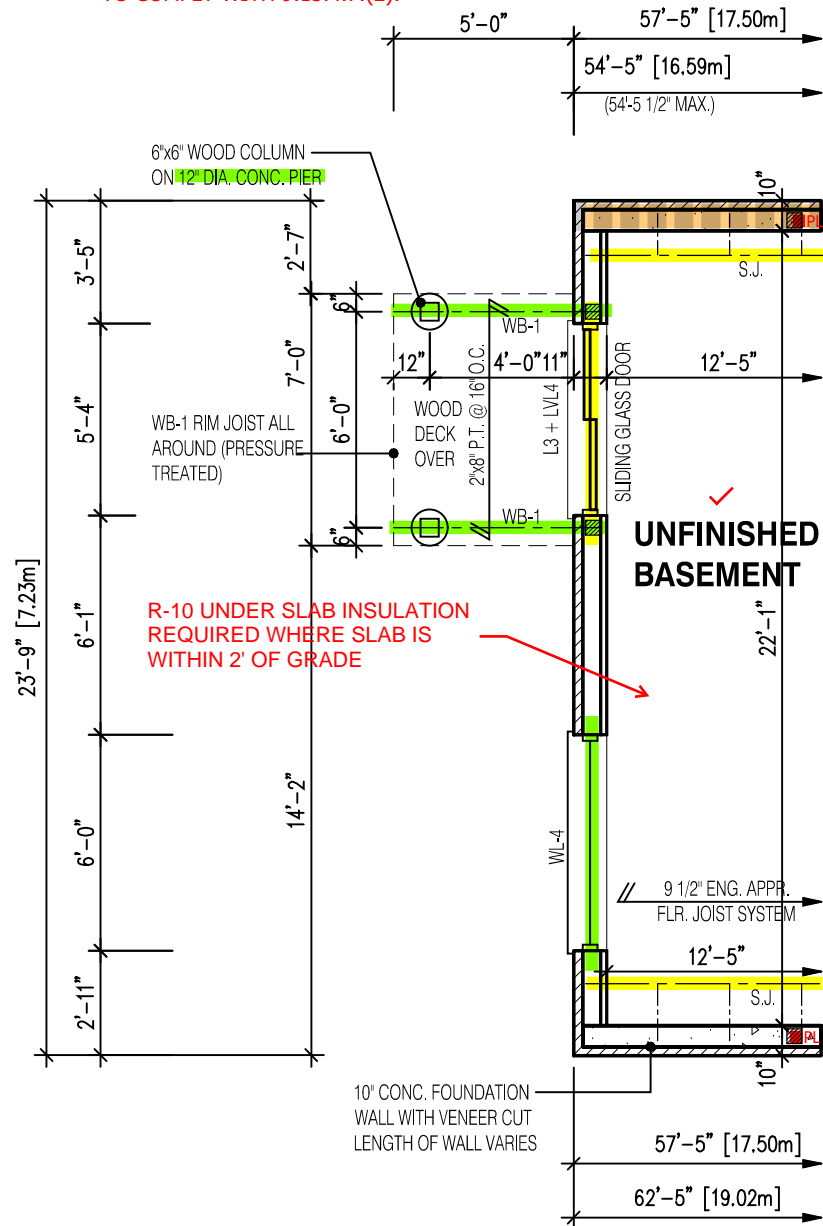 5'-0"
57'-5" [17.50m]
54'-5" [16.59m]
(54'-5 1/2" MAX.)
6"x6" WOOD COLUMN
ON 12" DIA. CONC. PIER
10"
3'-5"
2'-7"
S.J.
6"
WB-1
12"
4'-0"
11"
12'-5"
7'-0"
5'-4"
6'-0"
WB-1 RIM JOIST ALL
AROUND (PRESSURE
TREATED)
WOOD
DECK
OVER
2"x8" P.T. @ 16" O.C.
L3 + LVL4
SLIDING GLASS DOOR
WB-1
6"
UNFINISHED
BASEMENT
R-10 UNDER SLAB INSULATION
REQUIRED WHERE SLAB IS
WITHIN 2' OF GRADE
23'-9" [7.23m]
6'-1"
22'-1"
14'-2"
6'-0"
WL-4
9 1/2" ENG. APPR.
FLR. JOIST SYSTEM
12'-5"
2'-11"
S.J.
10"
10" CONC. FOUNDATION
WALL WITH VENEER CUT
LENGTH OF WALL VARIES
57'-5" [17.50m]
62'-5" [19.02m]